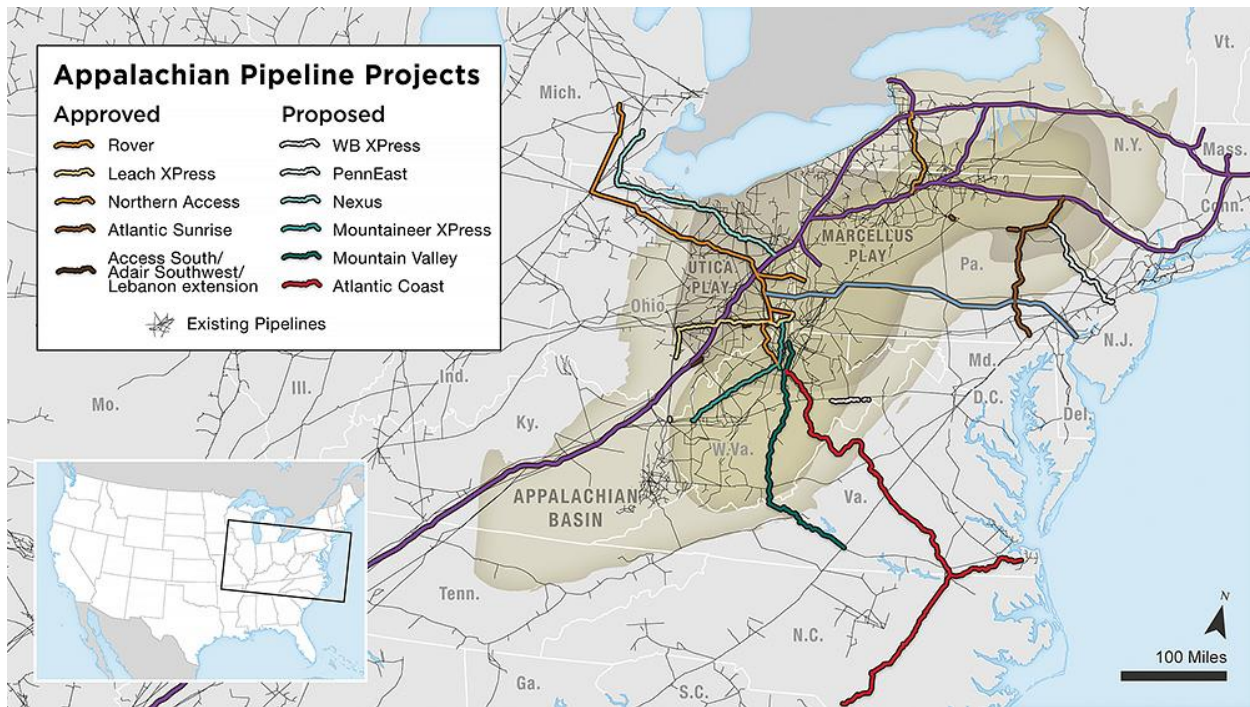 Appalachian Pipeline Projects
Approved
Rover
Leach XPress
Northern Access
Atlantic Sunrise
Access South/
Adair Southwest/
Lebanon extension
Proposed
WB XPress
PennEast
Nexus
Mountaineer XPress
Mountain Valley
Atlantic Coast
Existing Pipelines
Mich.
Vt.
N.Y.
Mass.
Conn.
MARCELLUS
PLAY
UTICA
PLAY
Pa.
Ohio
N.J.
Md.
D.C.
Del.
Ind.
Ill.
Mo.
Ky.
W.Va.
Va.
APPALACHIAN
BASIN
Tenn.
N.C.
Ga.
S.C.
N
100 Miles